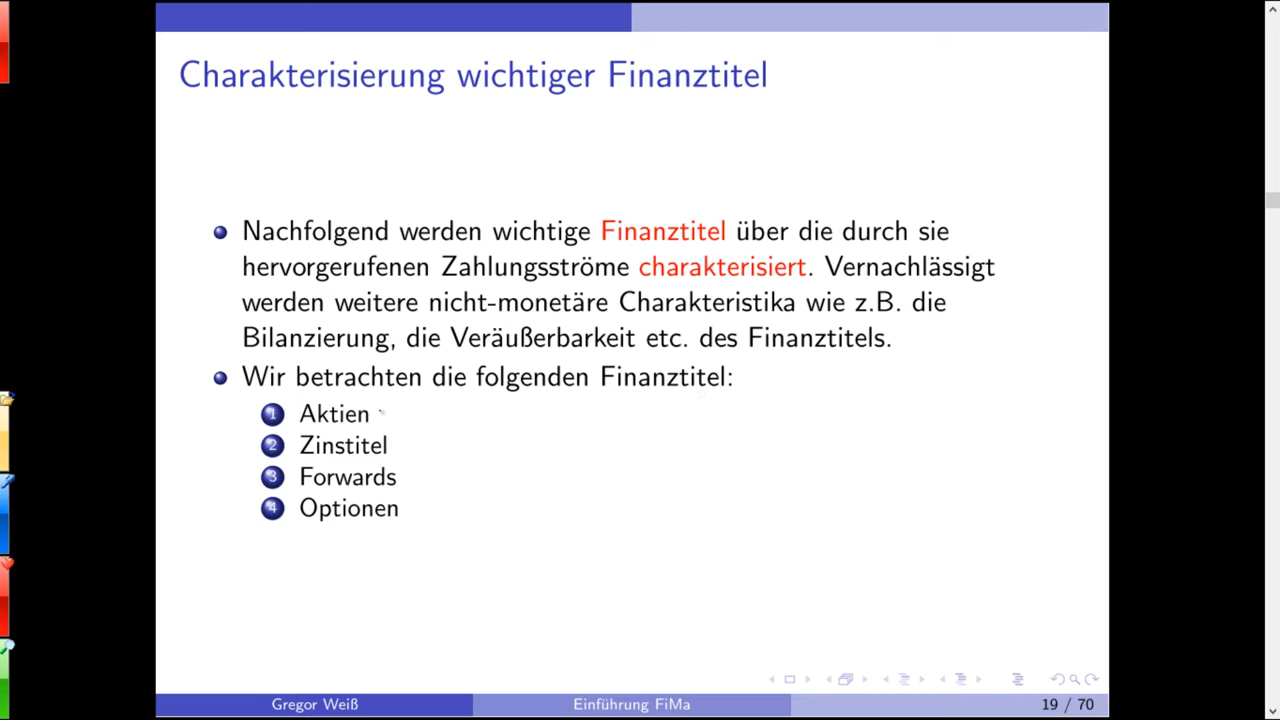 Charakterisierung wichtiger Finanztitel
Nachfolgend werden wichtige Finanztitel über die durch sie
hervorgerufenen Zahlungsströme charakterisiert. Vernachlässigt
werden weitere nicht-monetäre Charakteristika wie z.B. die
Bilanzierung, die Veräußerbarkeit etc. des Finanztitels.
Wir betrachten die folgenden Finanztitel:
1 Aktien
2 Zinstitel
3 Forwards
4 Optionen
Gregor Weiß Einführung FiMa 19 / 70